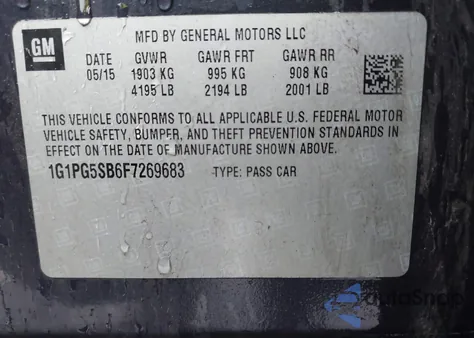 GM
MFD BY GENERAL MOTORS LLC
DATE GVWR GAWR FRT GAWR RR
05/15 1903 KG 995 KG 908 KG
4195 LB 2194 LB 2001 LB
THIS VEHICLE CONFORMS TO ALL APPLICABLE U.S. FEDERAL MOTOR
VEHICLE SAFETY, BUMPER, AND THEFT PREVENTION STANDARDS IN
EFFECT ON THE DATE OF MANUFACTURE SHOWN ABOVE.
1G1PG5SB6F7269683 TYPE: PASS CAR